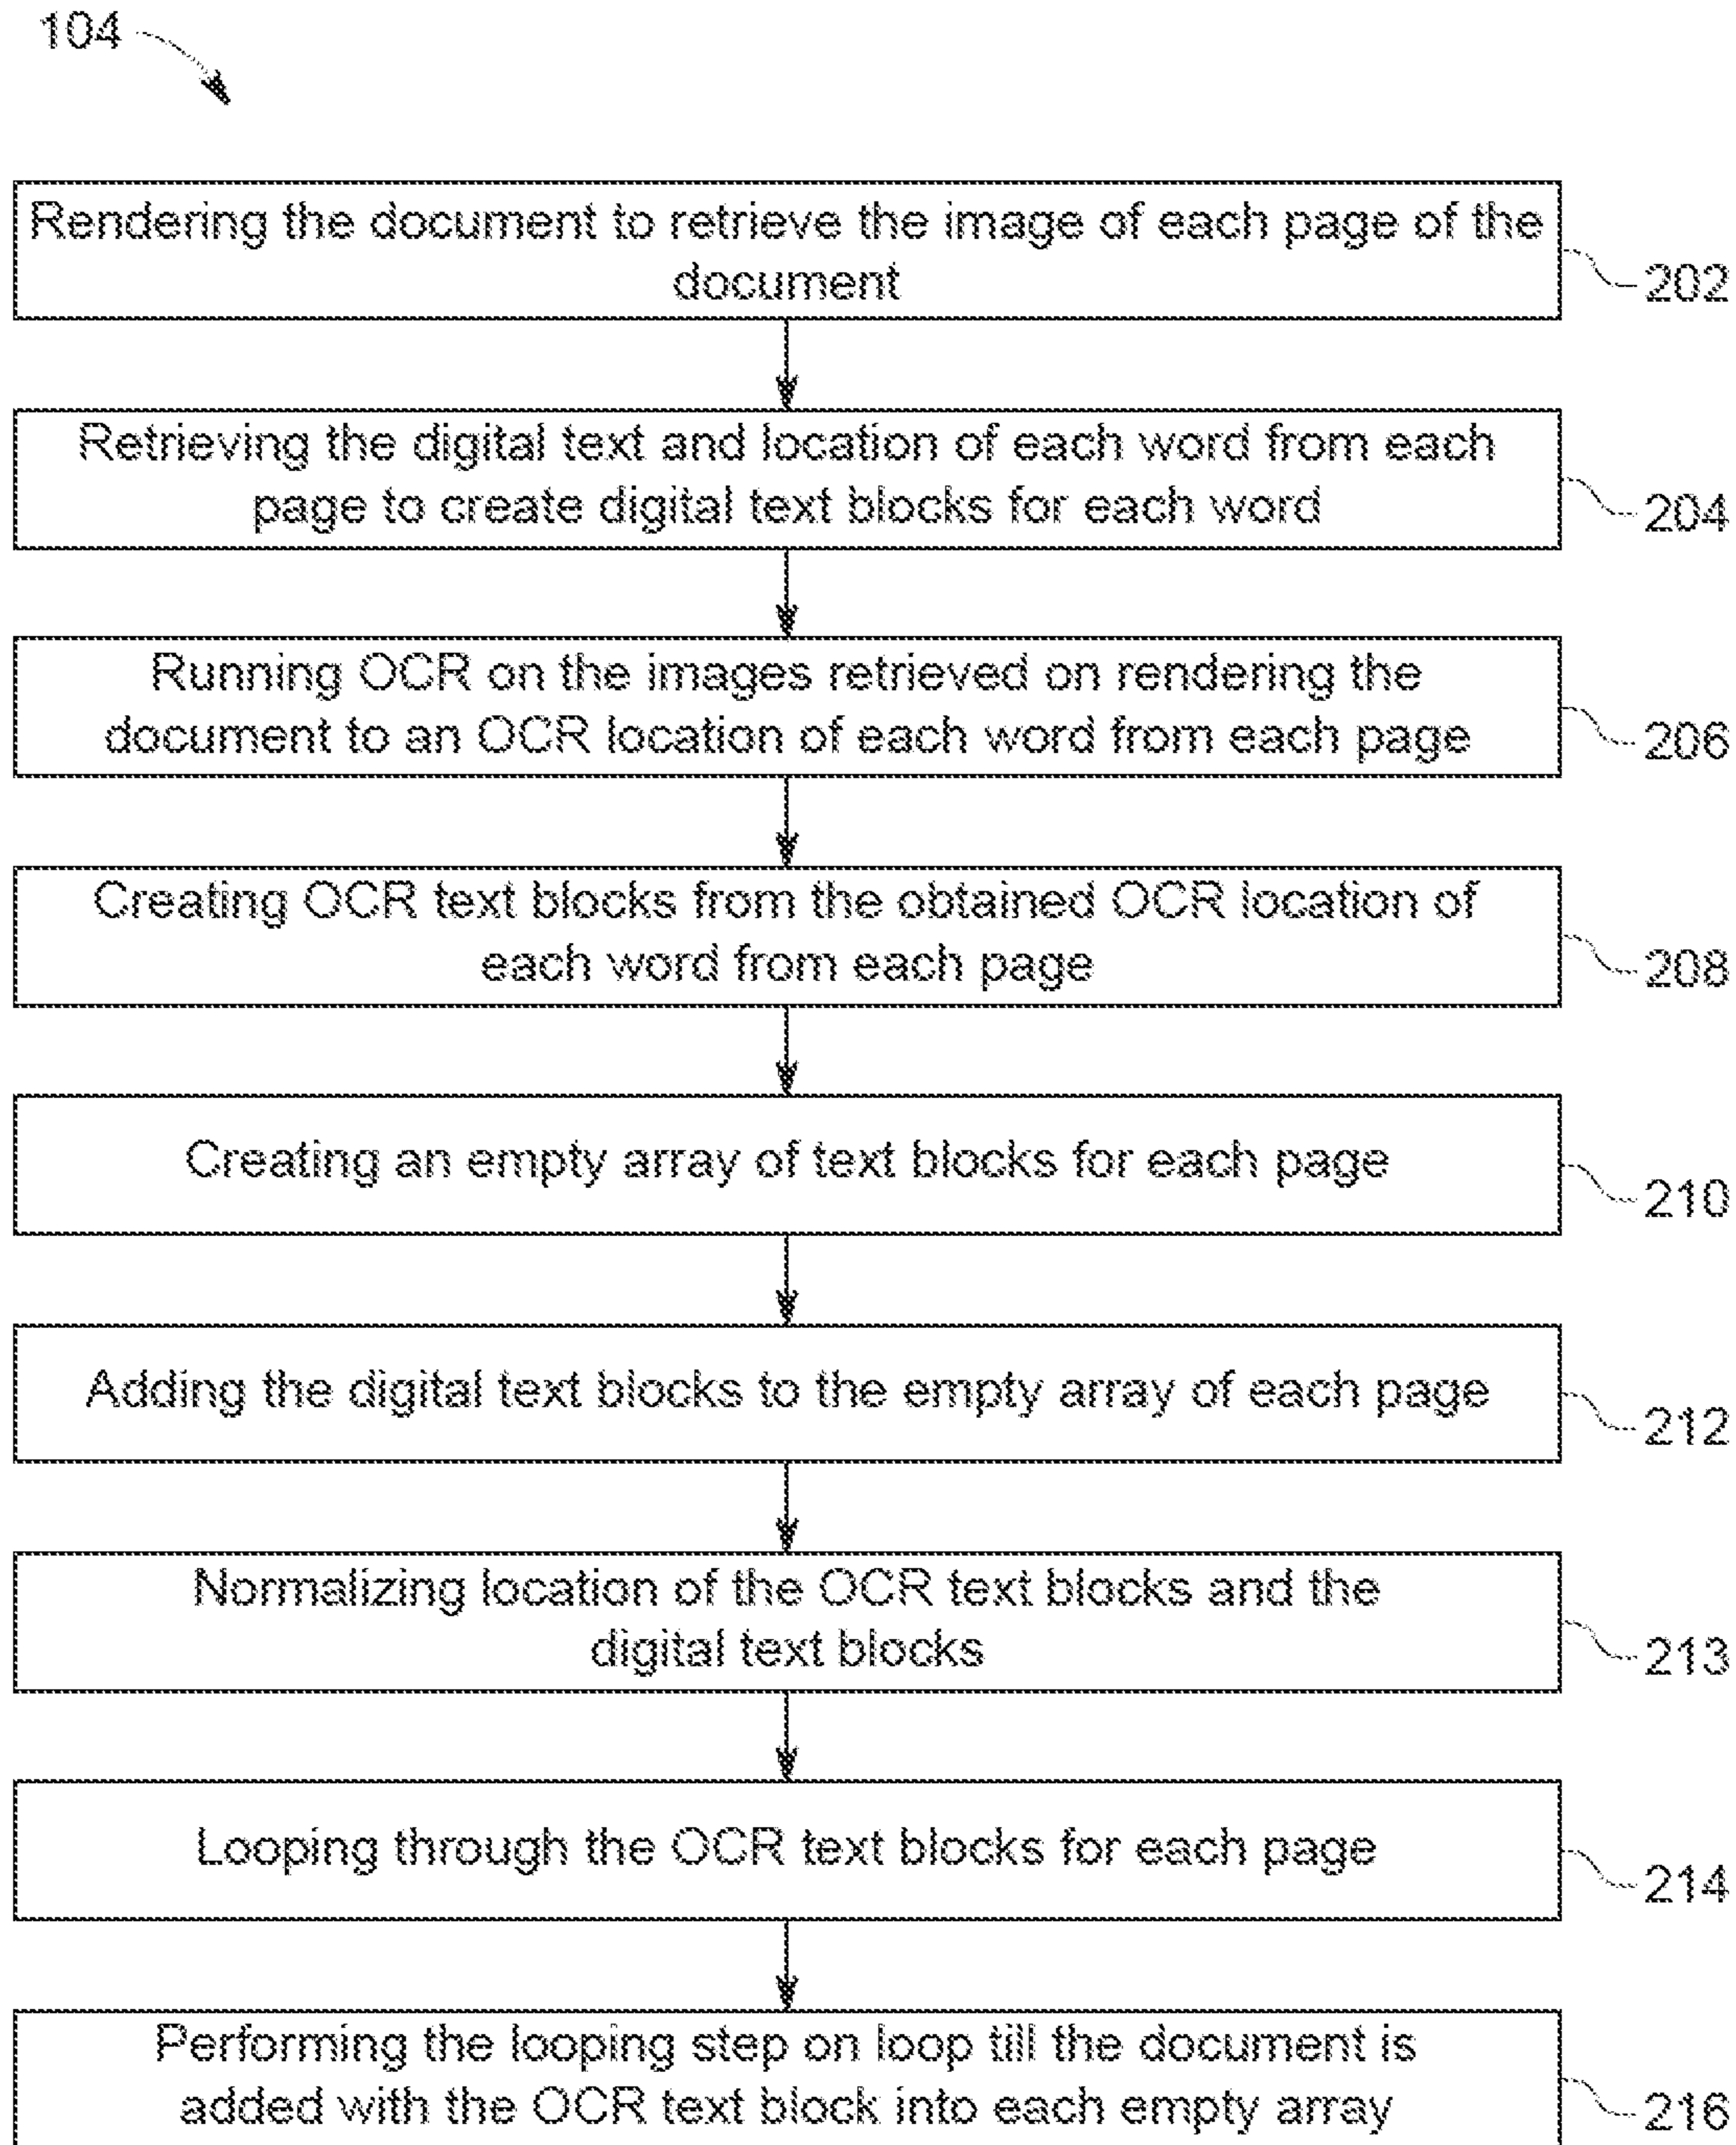 104
Rendering the document to retrieve the image of each page of the
document
202
Retrieving the digital text and location of each word from each
page to create digital text blocks for each word
204
Running OCR on the images retrieved on rendering the
document to an OCR location of each word from each page
206
Creating OCR text blocks from the obtained OCR location of
each word from each page
208
Creating an empty array of text blocks for each page
210
Adding the digital text blocks to the empty array of each page
212
Normalizing location of the OCR text blocks and the
digital text blocks
213
Looping through the OCR text blocks for each page
214
Performing the looping step on loop till the document is
added with the OCR text block into each empty array
216